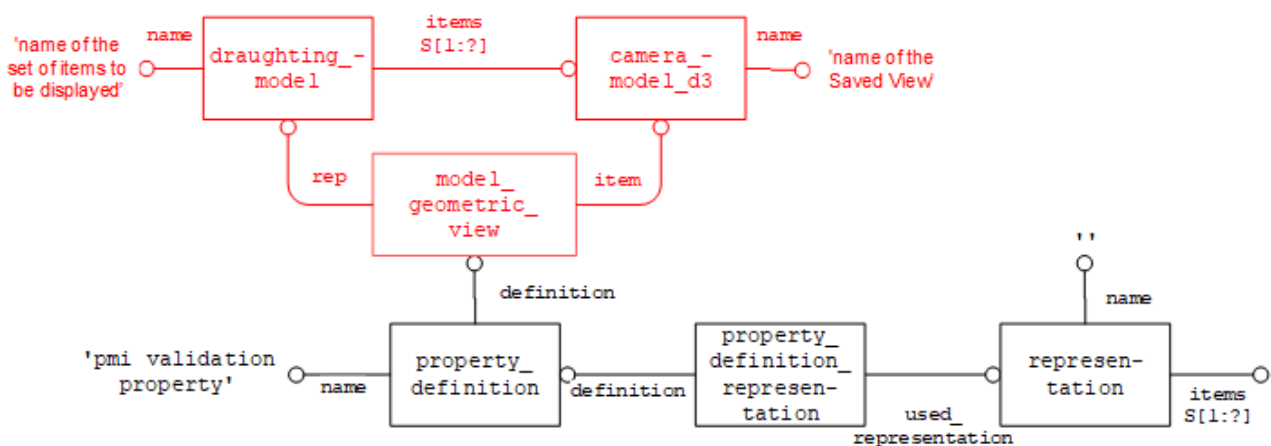 name
items
S[1:?]
name
'name of the
set of items to
be displayed'
draughting_-
model
camera_-
model_d3
'name of the
Saved View'
rep
model_
geometric_
view
item
''
definition
name
'pmi validation
property'
name
property_
definition
definition
property_
definition_
represen-
tation
used_
representation
represen-
tation
items
S[1:?]